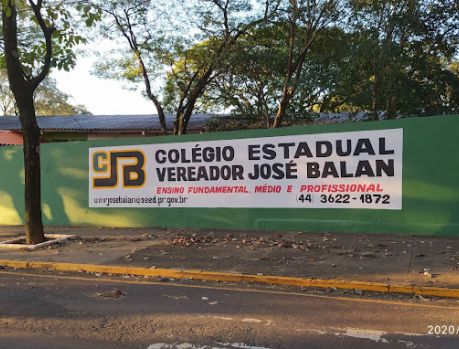 CJB
COLÉGIO ESTADUAL
VEREADOR JOSÉ BALAN
ENSINO FUNDAMENTAL, MÉDIO E PROFISSIONAL
(44) 3622-1872
2020/